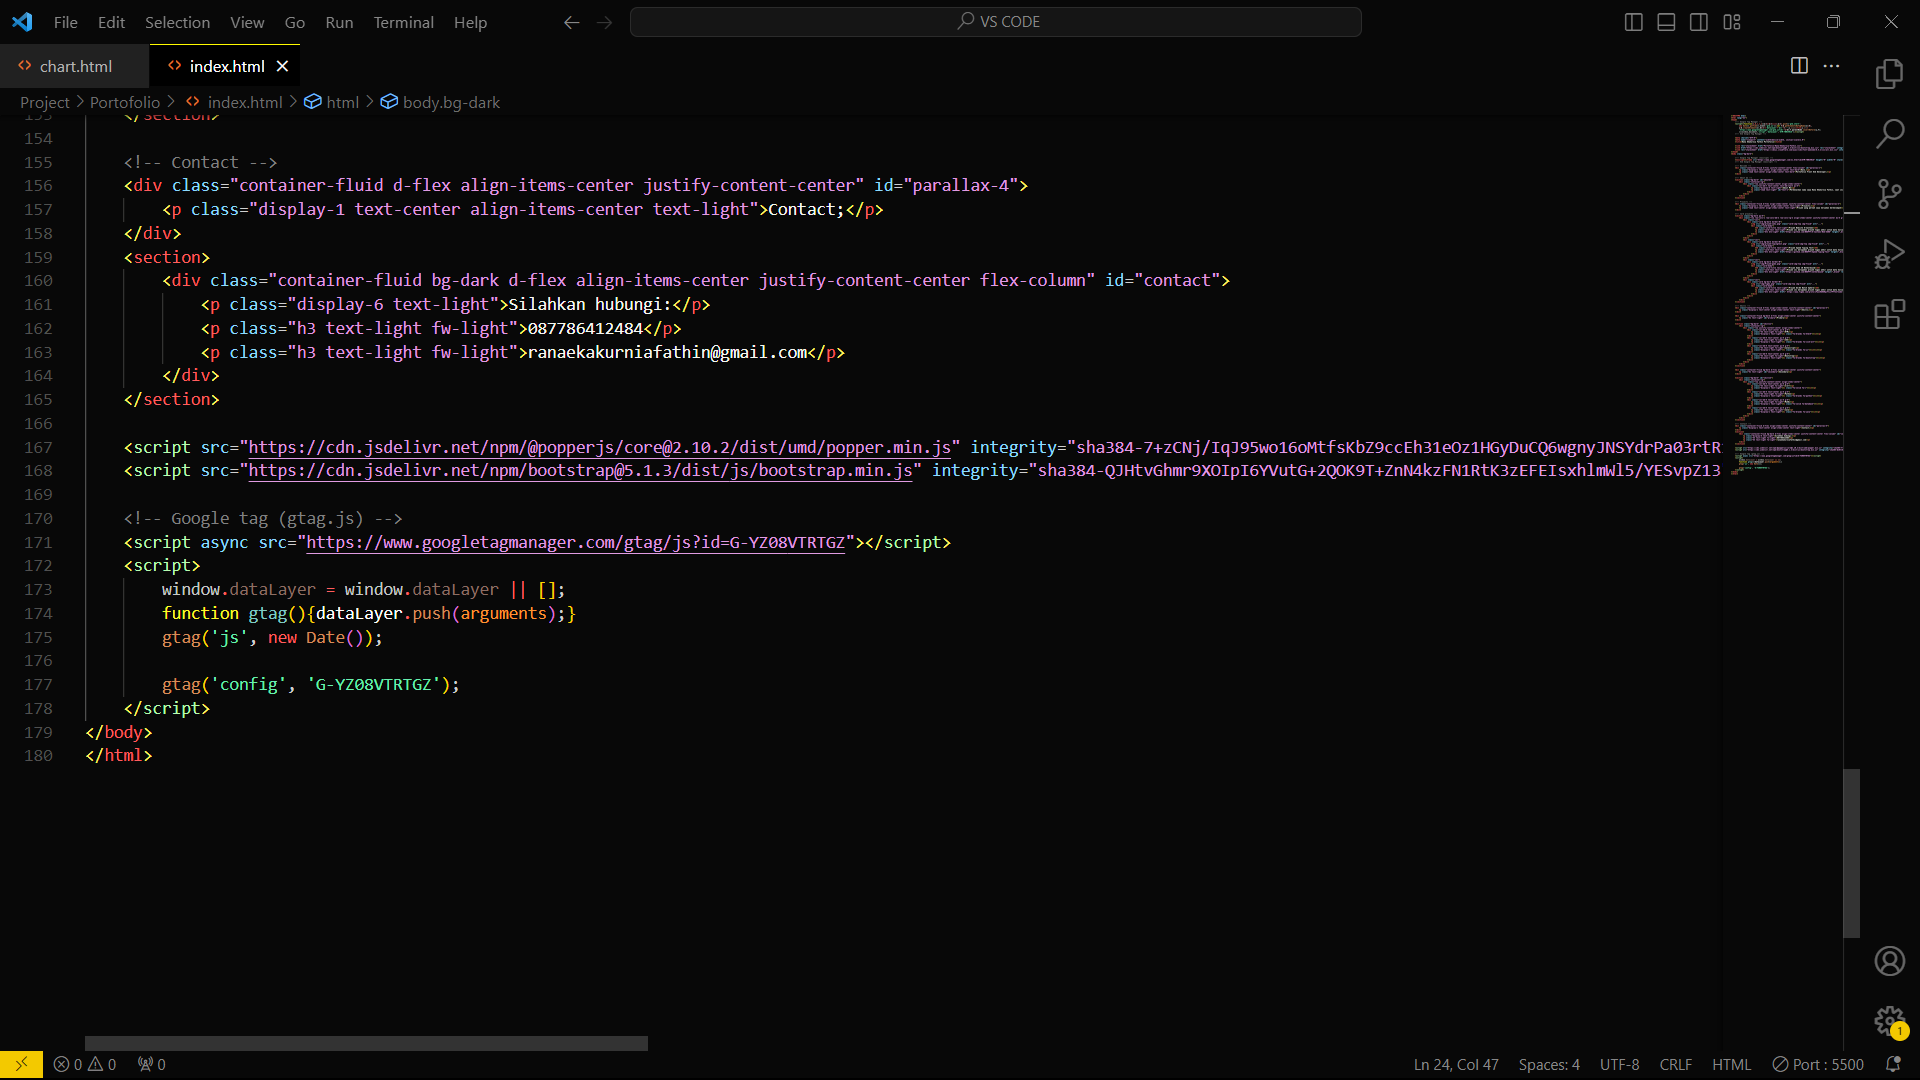 File Edit Selection View Go Run Terminal Help
VS CODE
chart.html
index.html
Project > Portofolio > index.html > html > body.bg-dark
153 </section>
154
155 <!-- Contact -->
156 <div class="container-fluid d-flex align-items-center justify-content-center" id="parallax-4">
157 <p class="display-1 text-center align-items-center text-light">Contact;</p>
158 </div>
159 <section>
160 <div class="container-fluid bg-dark d-flex align-items-center justify-content-center flex-column" id="contact">
161 <p class="display-6 text-light">Silahkan hubungi:</p>
162 <p class="h3 text-light fw-light">087786412484</p>
163 <p class="h3 text-light fw-light">ranaekakurniafathin@gmail.com</p>
164 </div>
165 </section>
166
167 <script src="https://cdn.jsdelivr.net/npm/@popperjs/core@2.10.2/dist/umd/popper.min.js" integrity="sha384-7+zCNj/IqJ95wo16oMtfsKbZ9ccEh31eOz1HGyDuCQ6wgnyJNSYdrPa03rtR
168 <script src="https://cdn.jsdelivr.net/npm/bootstrap@5.1.3/dist/js/bootstrap.min.js" integrity="sha384-QJHtvGhmr9XOIpI6YVutG+2QOK9T+ZnN4kzFN1RtK3zEFEIsxhlmWl5/YESvpZ13
169
170 <!-- Google tag (gtag.js) -->
171 <script async src="https://www.googletagmanager.com/gtag/js?id=G-YZ08VTRTGZ"></script>
172 <script>
173 window.dataLayer = window.dataLayer || [];
174 function gtag(){dataLayer.push(arguments);}
175 gtag('js', new Date());
176
177 gtag('config', 'G-YZ08VTRTGZ');
178 </script>
179 </body>
180 </html>
1
0 0 0
Ln 24, Col 47 Spaces: 4 UTF-8 CRLF HTML Port : 5500